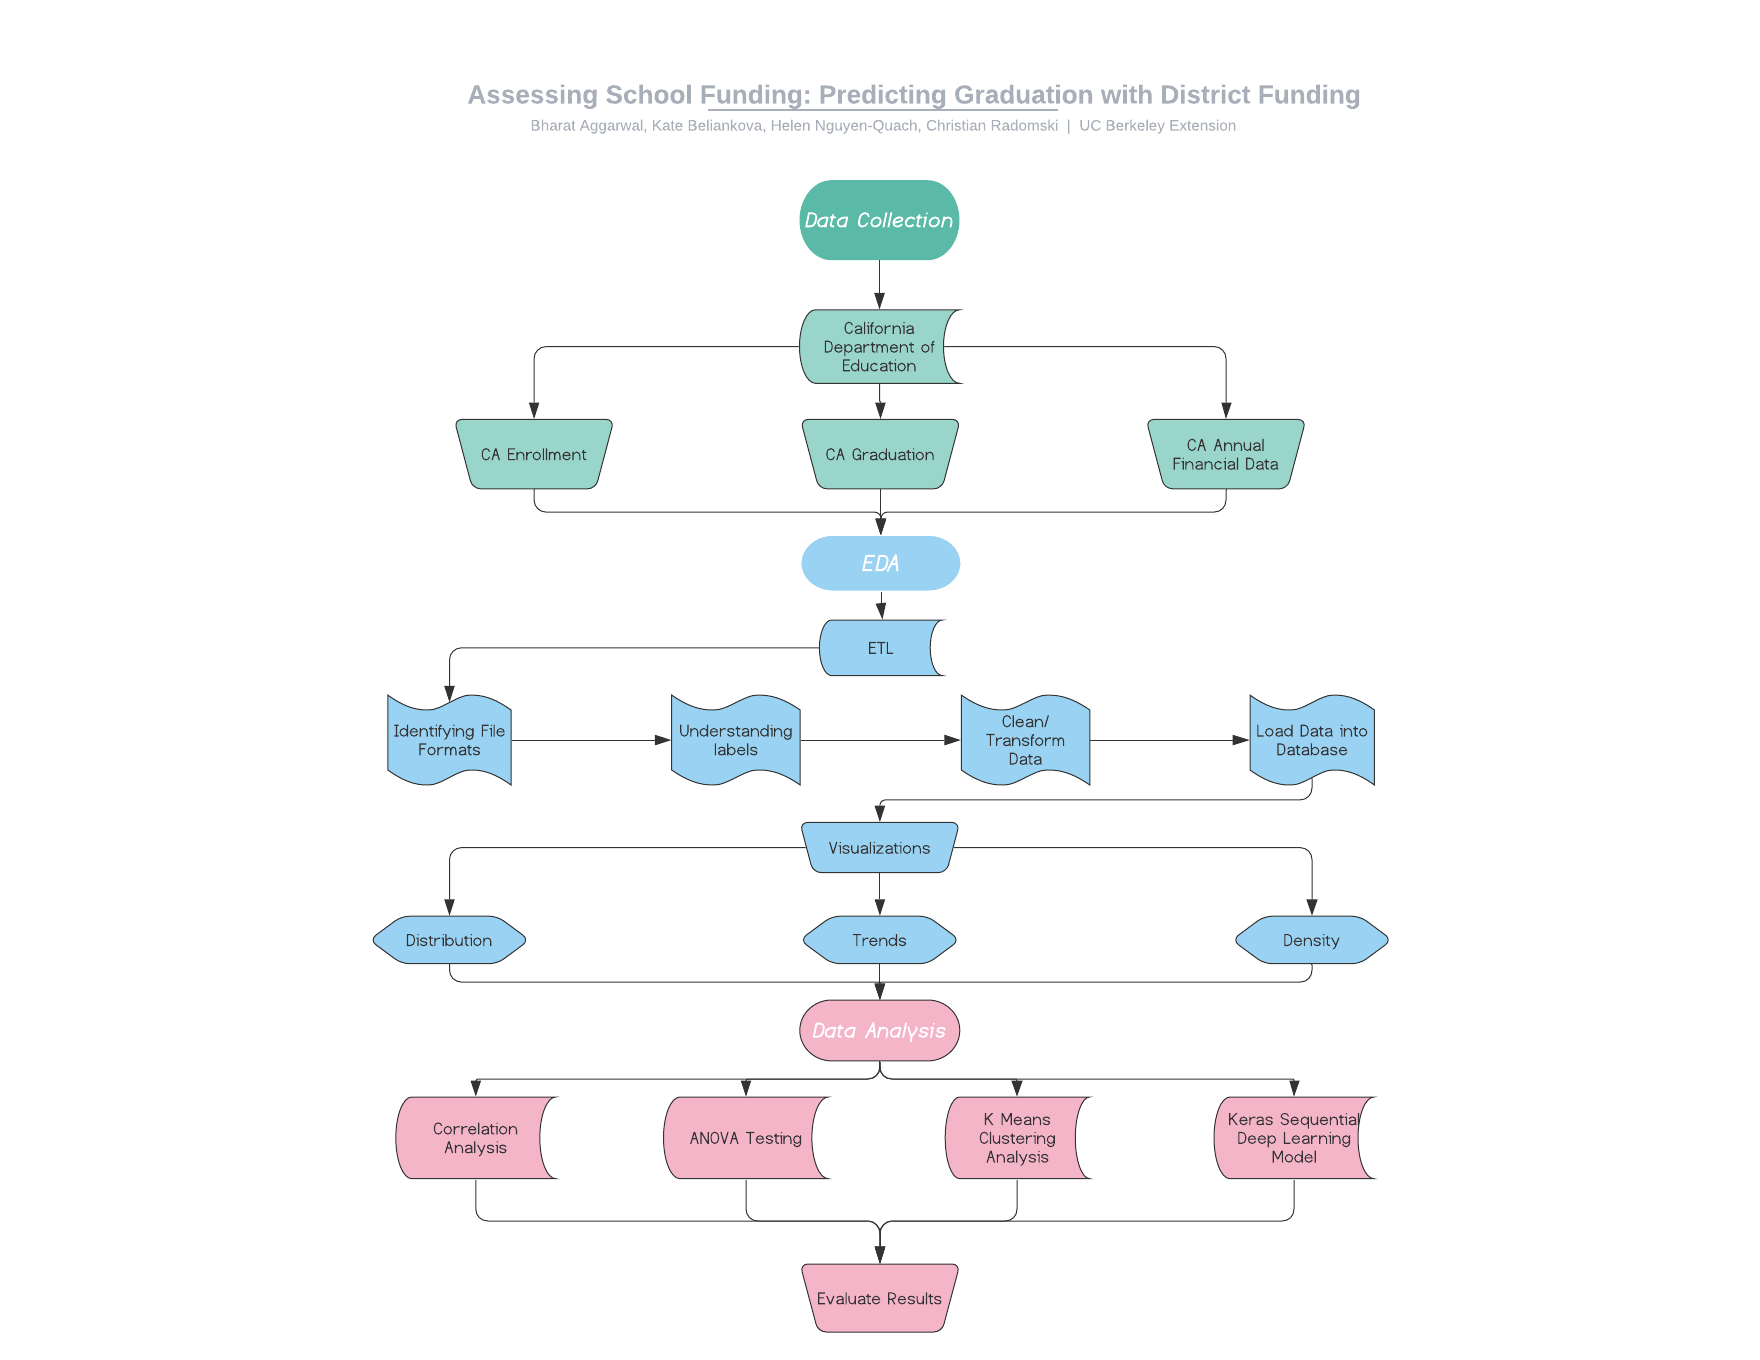 Assessing School Funding: Predicting Graduation with District Funding
Bharat Aggarwal, Kate Beliankova, Helen Nguyen-Quach, Christian Radomski | UC Berkeley Extension
Data Collection
California
Department of
Education
CA Enrollment
CA Graduation
CA Annual
Financial Data
EDA
ETL
Identifying File
Formats
Understanding
labels
Clean/
Transform
Data
Load Data into
Database
Visualizations
Distribution
Trends
Density
Data Analysis
Correlation
Analysis
ANOVA Testing
K Means
Clustering
Analysis
Keras Sequential
Deep Learning
Model
Evaluate Results